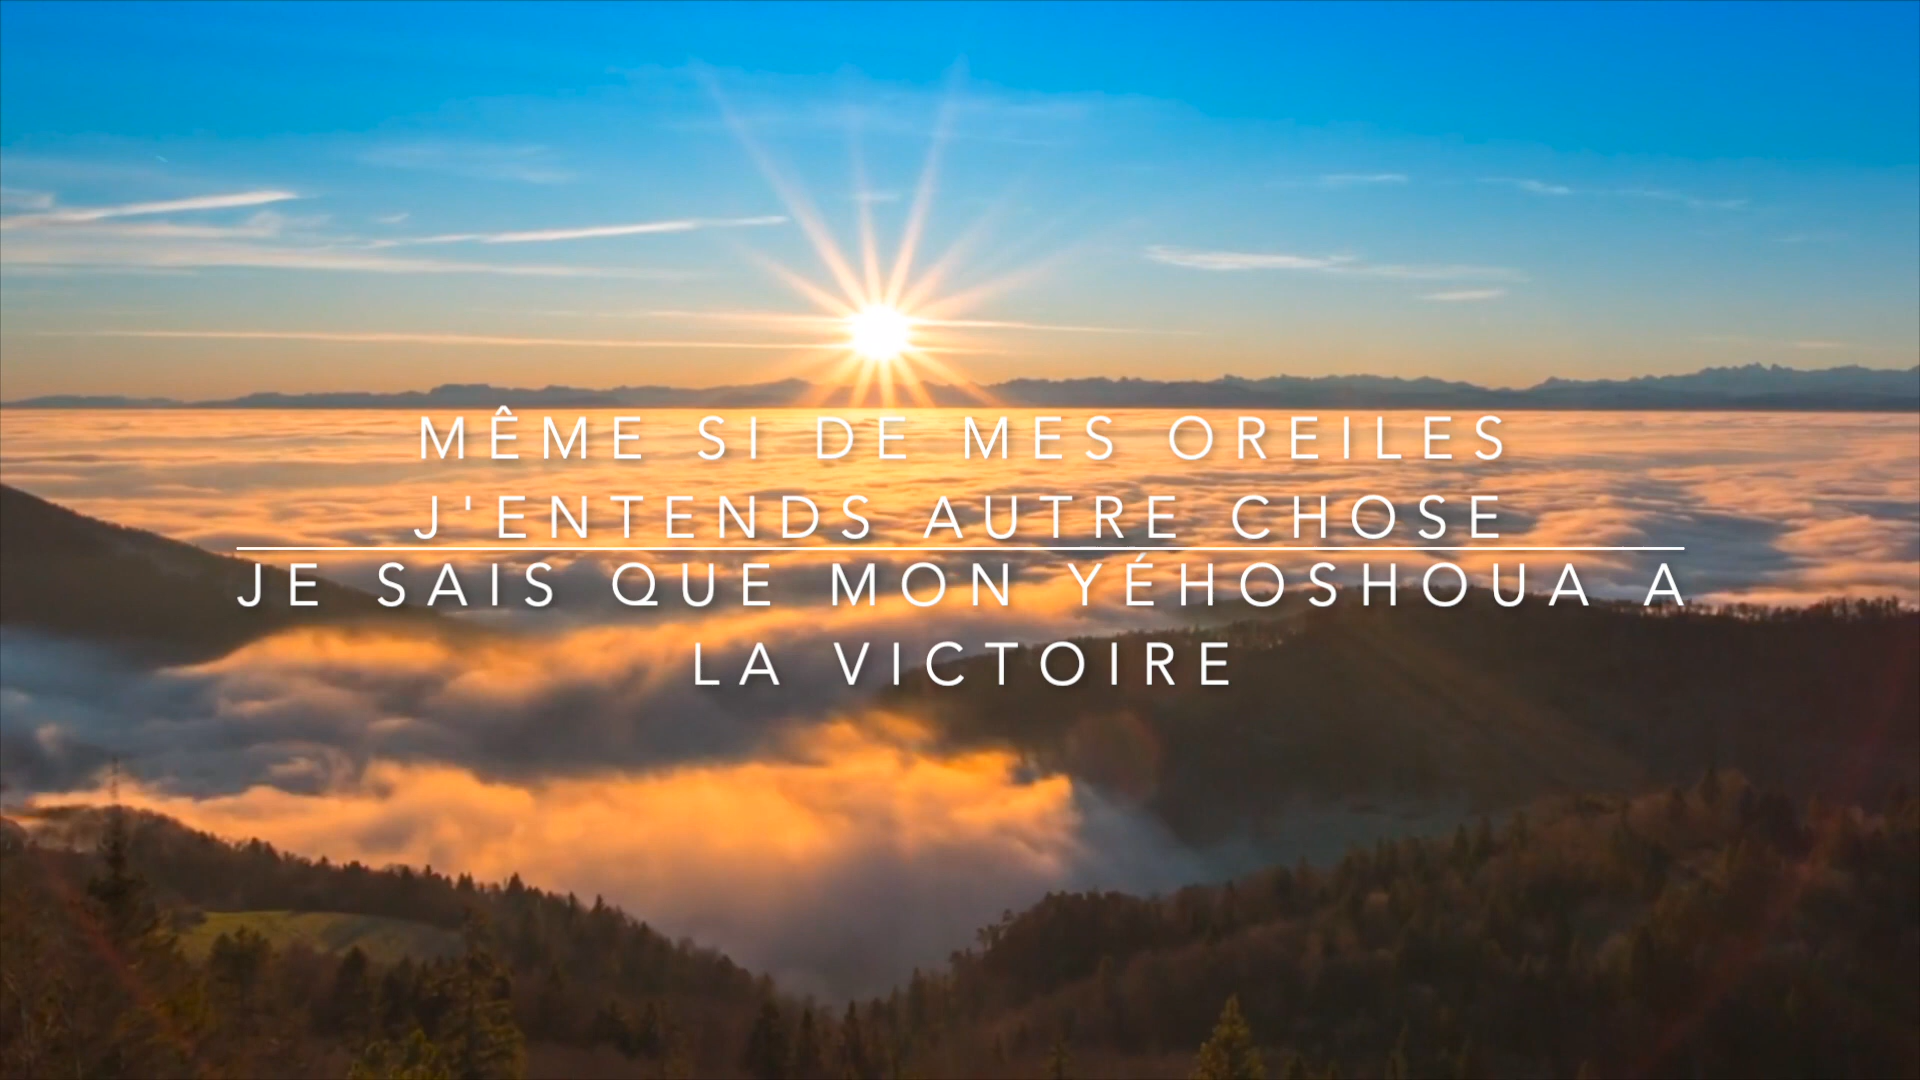 MÊME SI DE MES OREILES
J'ENTENDS AUTRE CHOSE
JE SAIS QUE MON YÉHOSHOUA A
LA VICTOIRE